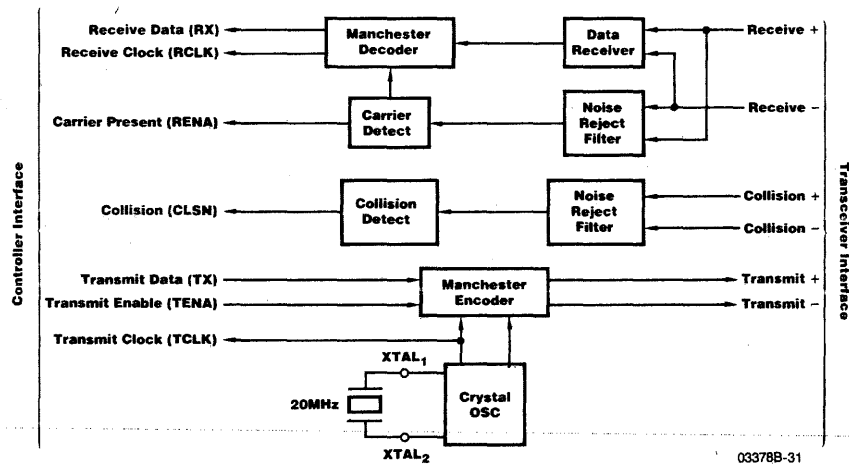 Receive Data (RX)
Receive Clock (RCLK)
Manchester
Decoder
Data
Receiver
Receive +
Carrier Present (RENA)
Carrier
Detect
Noise
Reject
Filter
Receive −
Collision (CLSN)
Collision
Detect
Noise
Reject
Filter
Collision +
Collision −
Transmit Data (TX)
Transmit Enable (TENA)
Manchester
Encoder
Transmit +
Transmit −
Transmit Clock (TCLK)
XTAL1
20MHz
Crystal
OSC
XTAL2
Controller Interface
Transceiver Interface
03378B-31